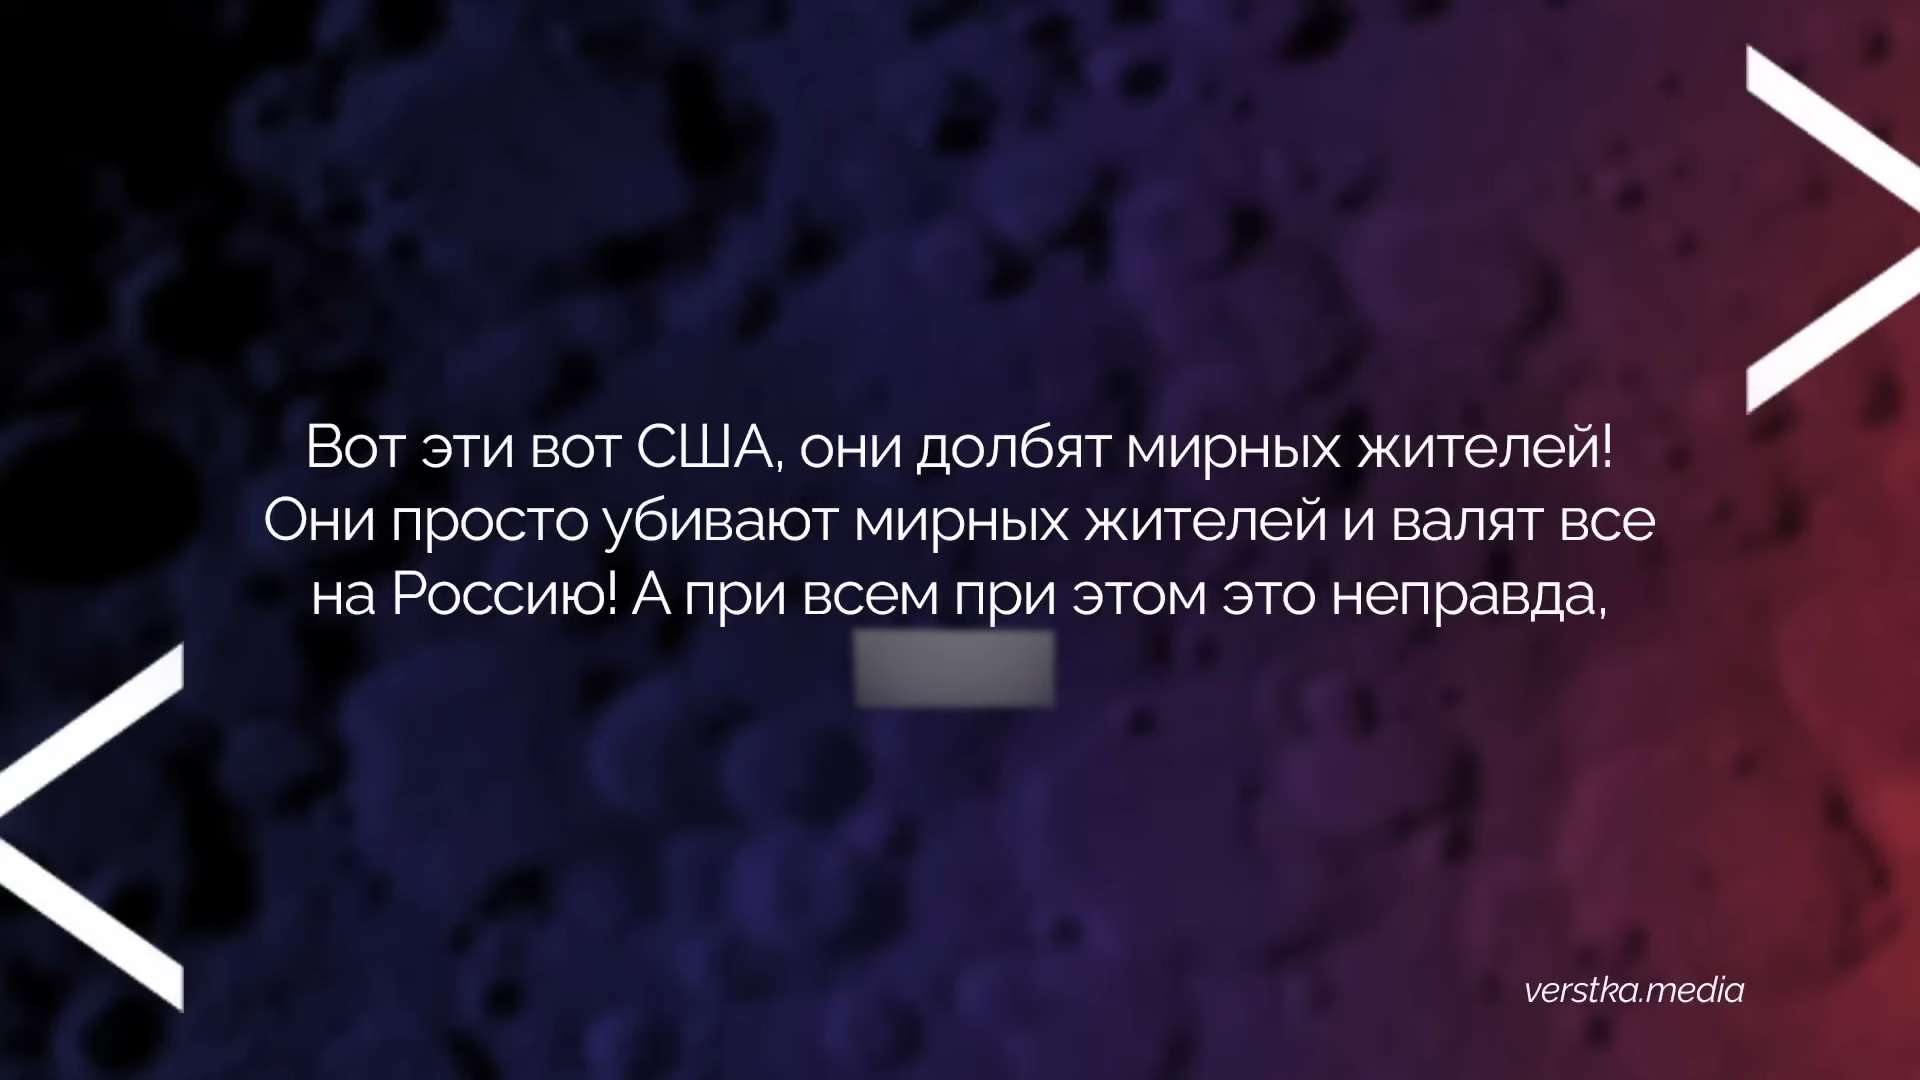 Вот эти вот США, они долбят мирных жителей!
Они просто убивают мирных жителей и валят все
на Россию! А при всем при этом это неправда,
verstka.media